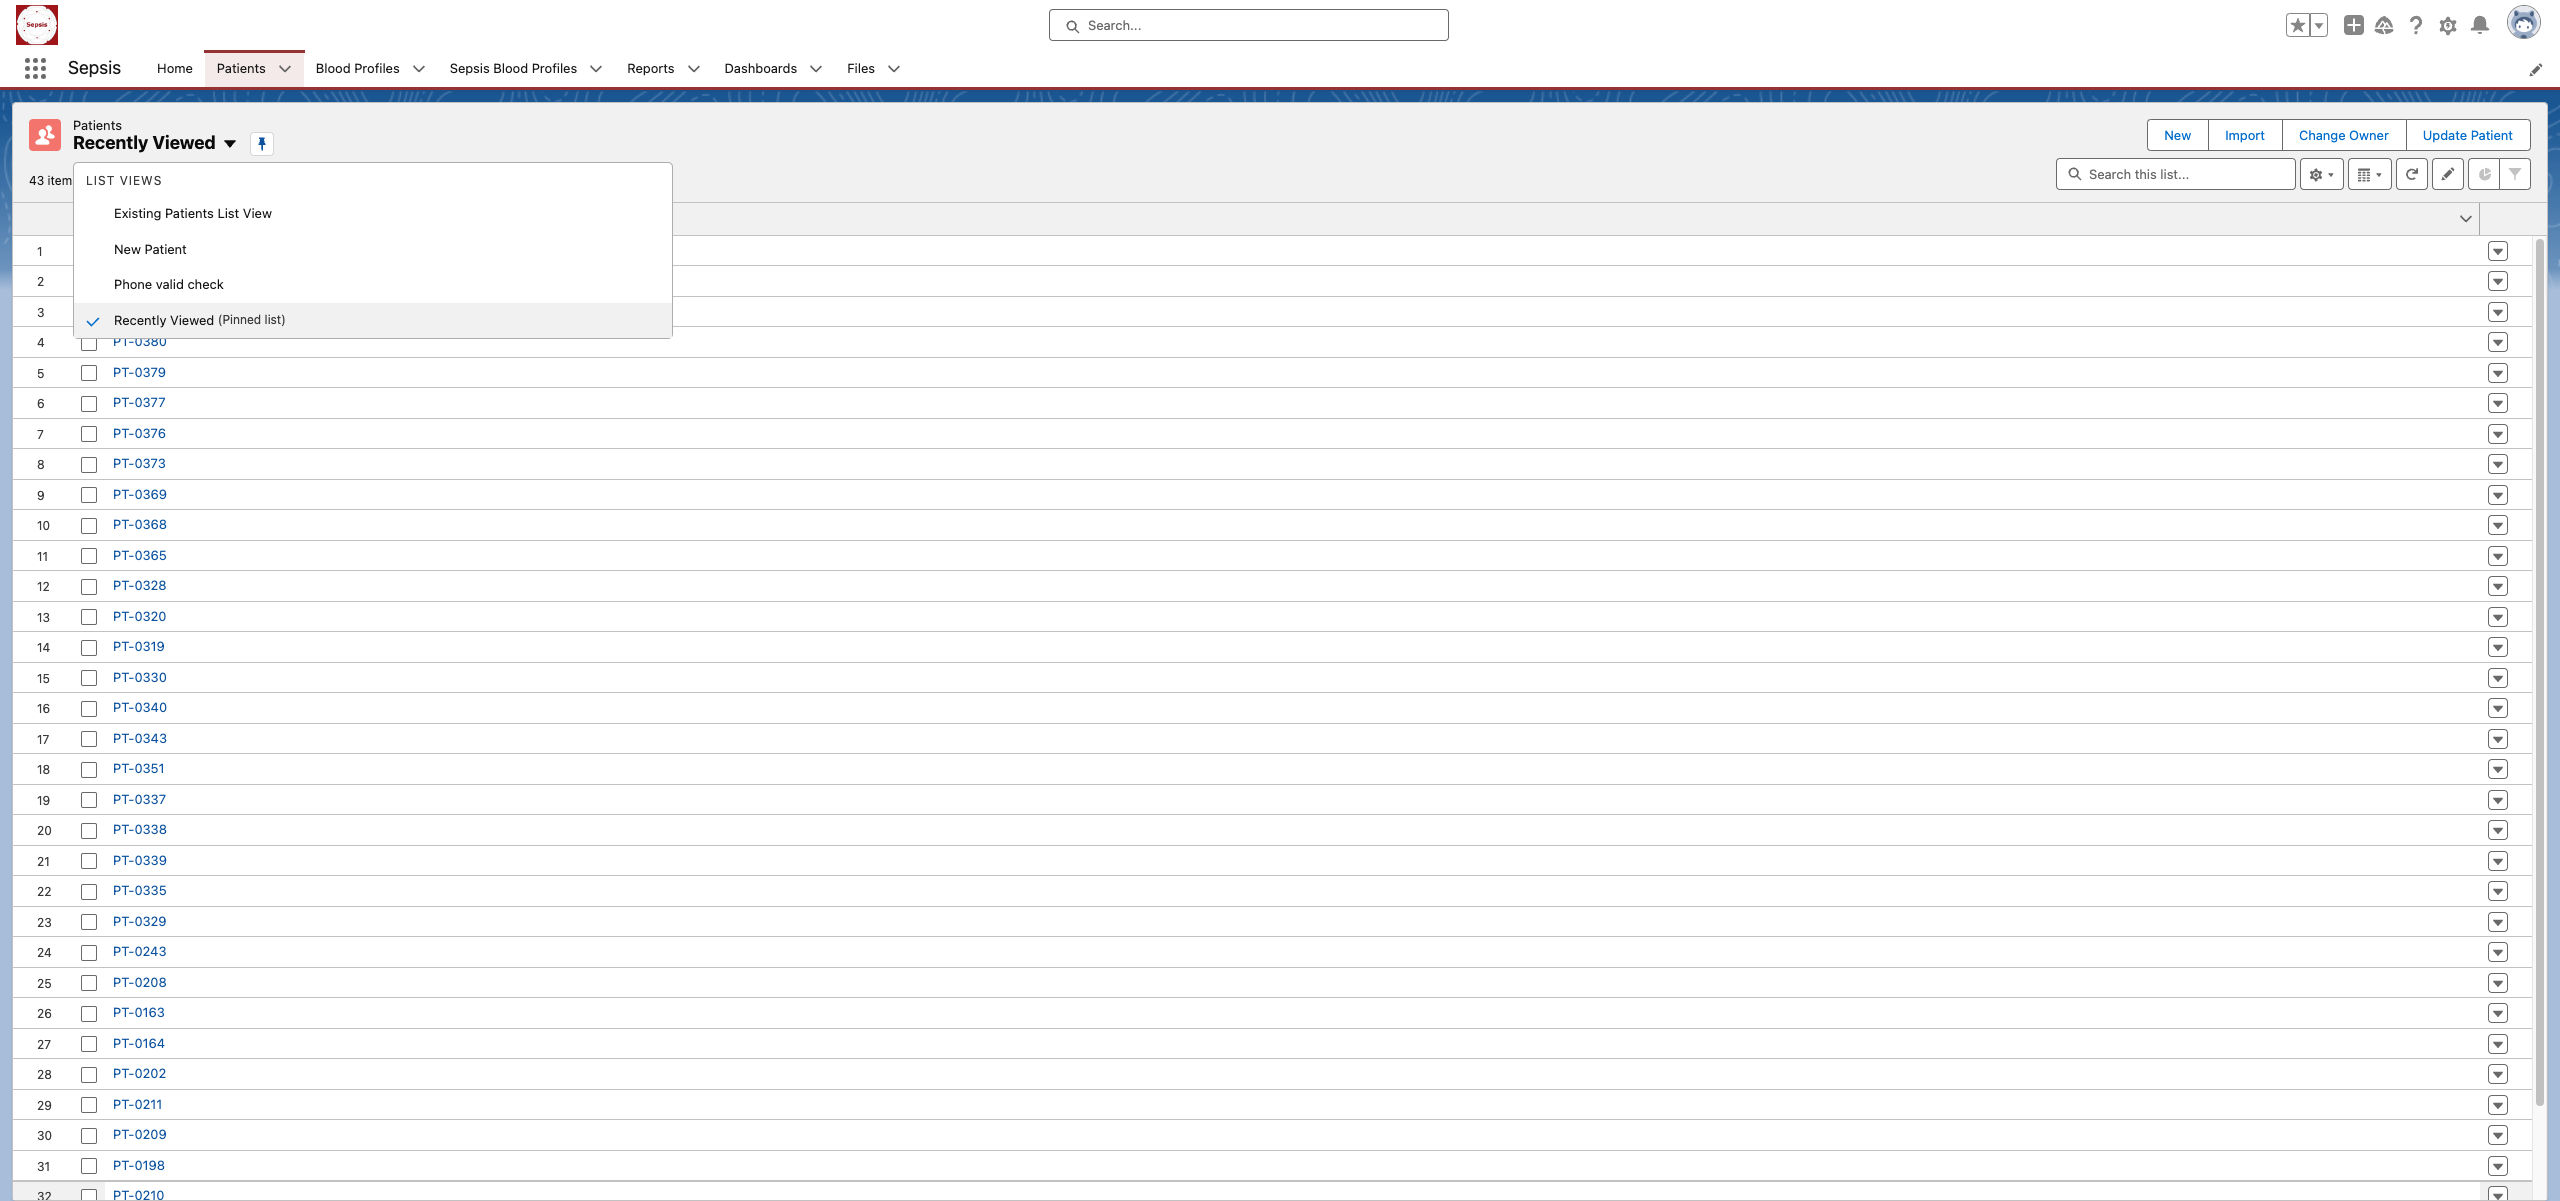 Sepsis
Search...
Sepsis
Home
Patients
Blood Profiles
Sepsis Blood Profiles
Reports
Dashboards
Files
Patients
Recently Viewed
New
Import
Change Owner
Update Patient
43 item
Search this list...
LIST VIEWS
Existing Patients List View
New Patient
Phone valid check
Recently Viewed (Pinned list)
1
2
3
4 PT-0380
5 PT-0379
6 PT-0377
7 PT-0376
8 PT-0373
9 PT-0369
10 PT-0368
11 PT-0365
12 PT-0328
13 PT-0320
14 PT-0319
15 PT-0330
16 PT-0340
17 PT-0343
18 PT-0351
19 PT-0337
20 PT-0338
21 PT-0339
22 PT-0335
23 PT-0329
24 PT-0243
25 PT-0208
26 PT-0163
27 PT-0164
28 PT-0202
29 PT-0211
30 PT-0209
31 PT-0198
32 PT-0210